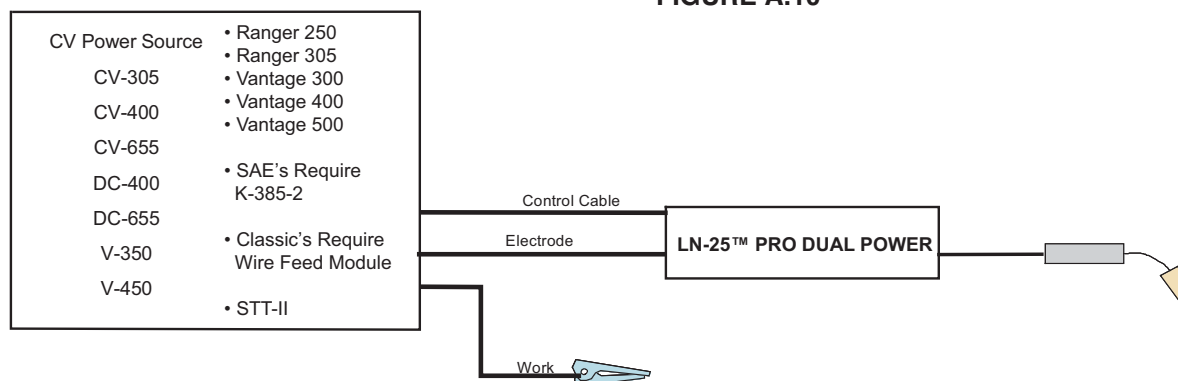 CV Power Source
CV-305
CV-400
CV-655
DC-400
DC-655
V-350
V-450
• Ranger 250
• Ranger 305
• Vantage 300
• Vantage 400
• Vantage 500
• SAE's Require
K-385-2
• Classic's Require
Wire Feed Module
• STT-II
Control Cable
Electrode
LN-25™ PRO DUAL POWER
Work